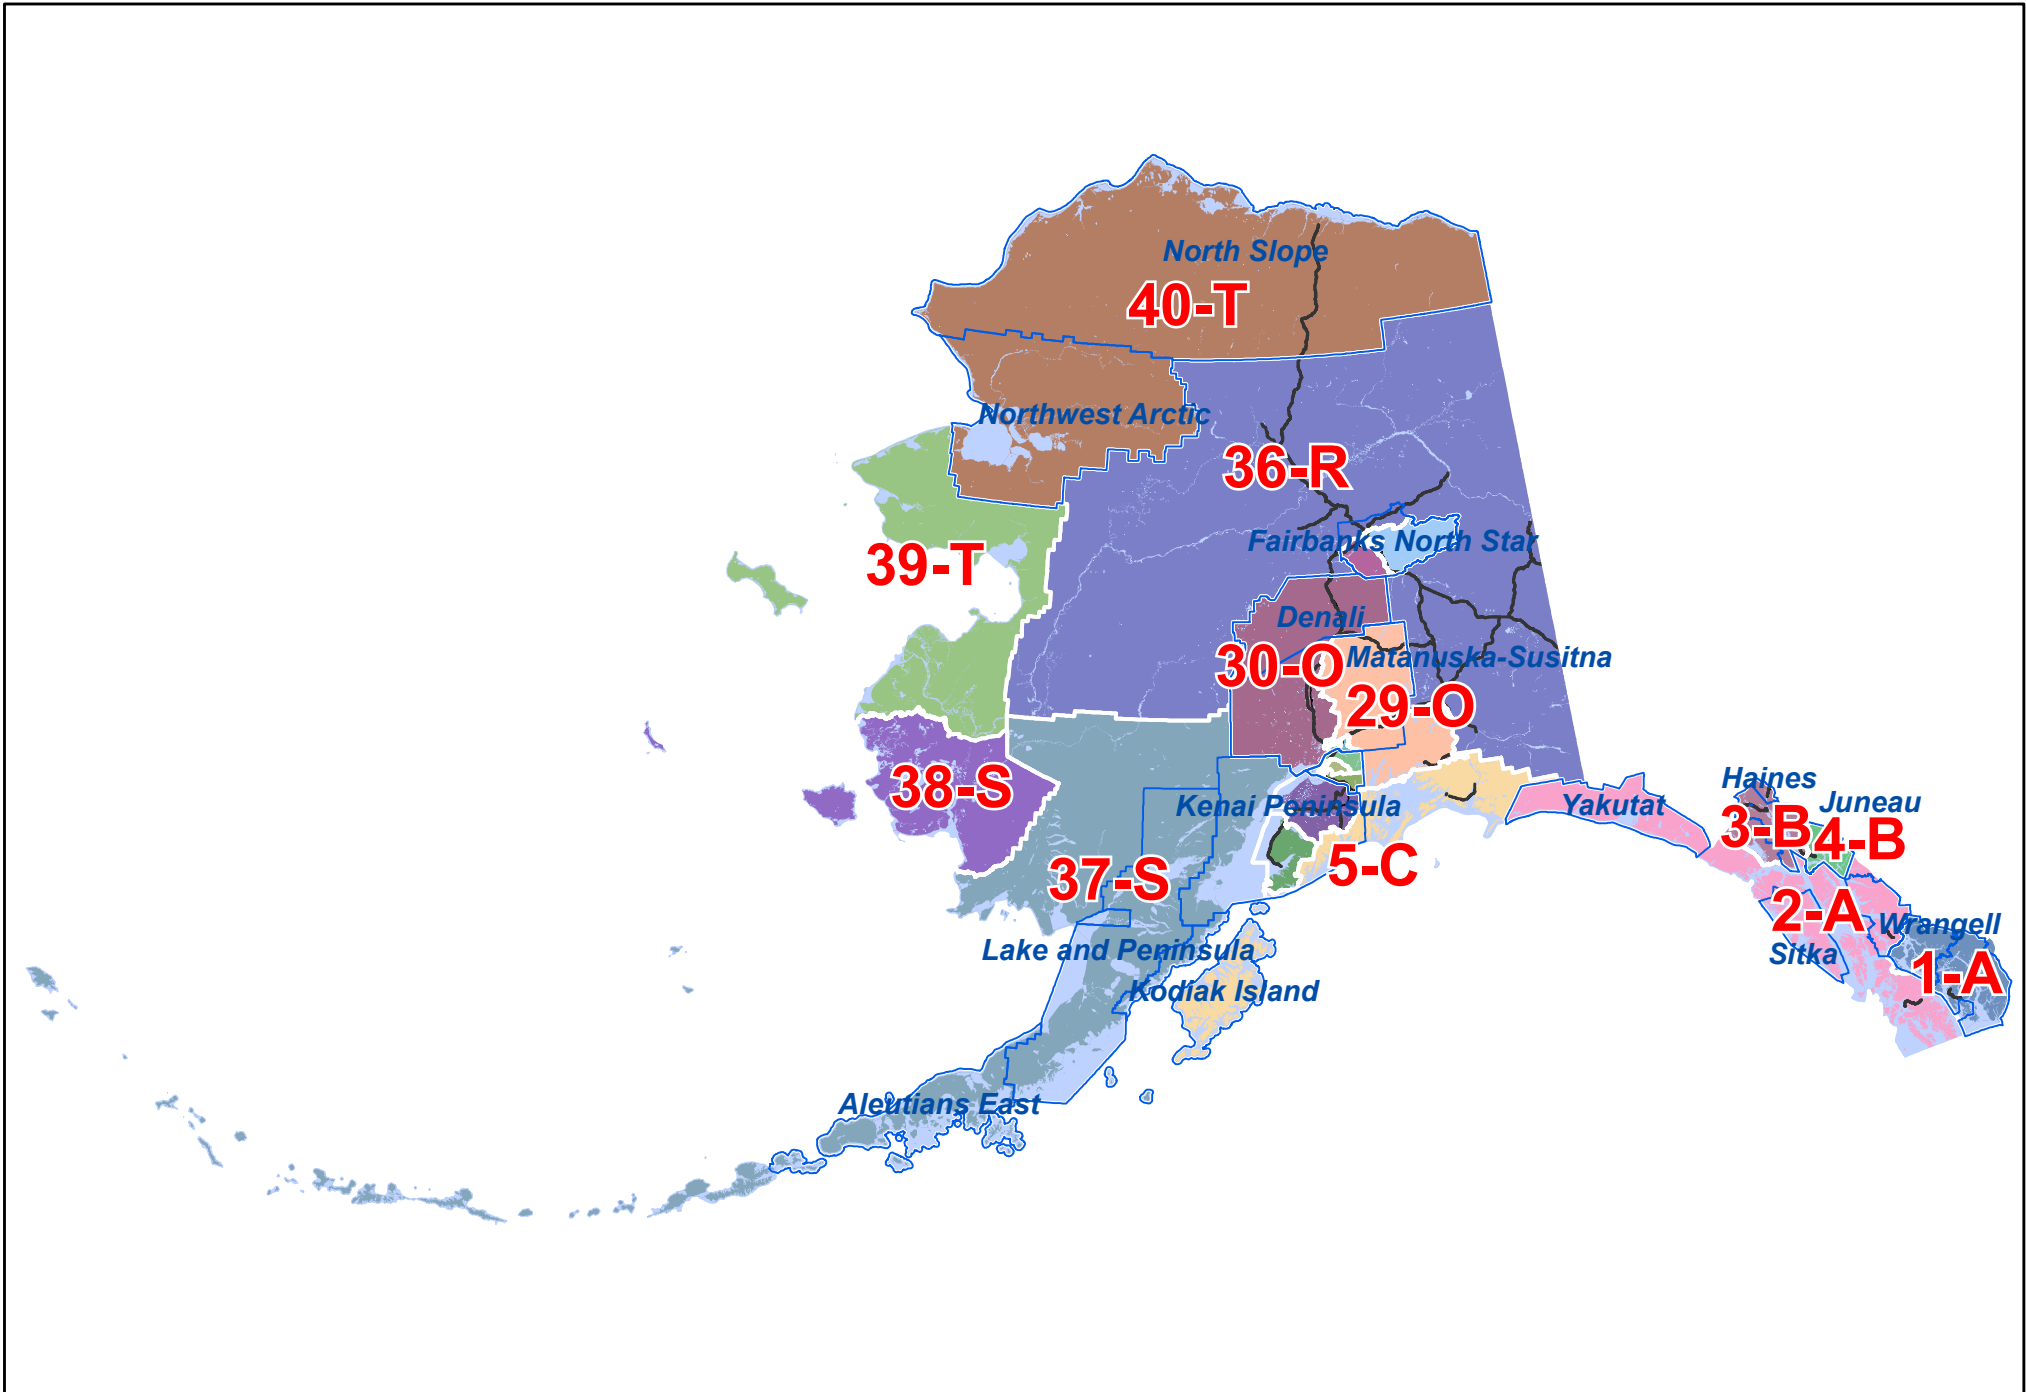 North Slope
40-T
Northwest Arctic
36-R
Fairbanks North Star
39-T
Denali
30-O
Matanuska-Susitna
29-O
38-S
Kenai Peninsula
Yakutat
Haines
Juneau
3-B
4-B
37-S
5-C
2-A
Wrangell
Sitka
1-A
Lake and Peninsula
Kodiak Island
Aleutians East